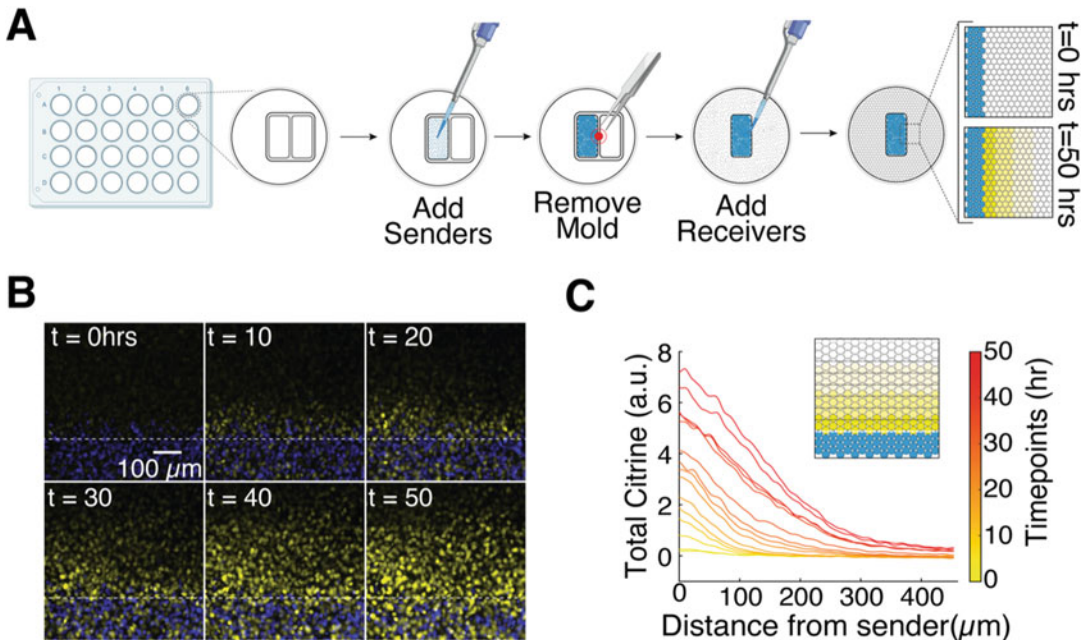 A
1 2 3 4 5 6
A
B
C
D
Add
Senders
Remove
Mold
Add
Receivers
t=0 hrs
t=50 hrs
B
t = 0hrs
t = 10
t = 20
100 µm
t = 30
t = 40
t = 50
C
Total Citrine (a.u.)
8
6
4
2
0
0 100 200 300 400
Distance from sender(µm)
50
40
30
20
10
0
Timepoints (hr)